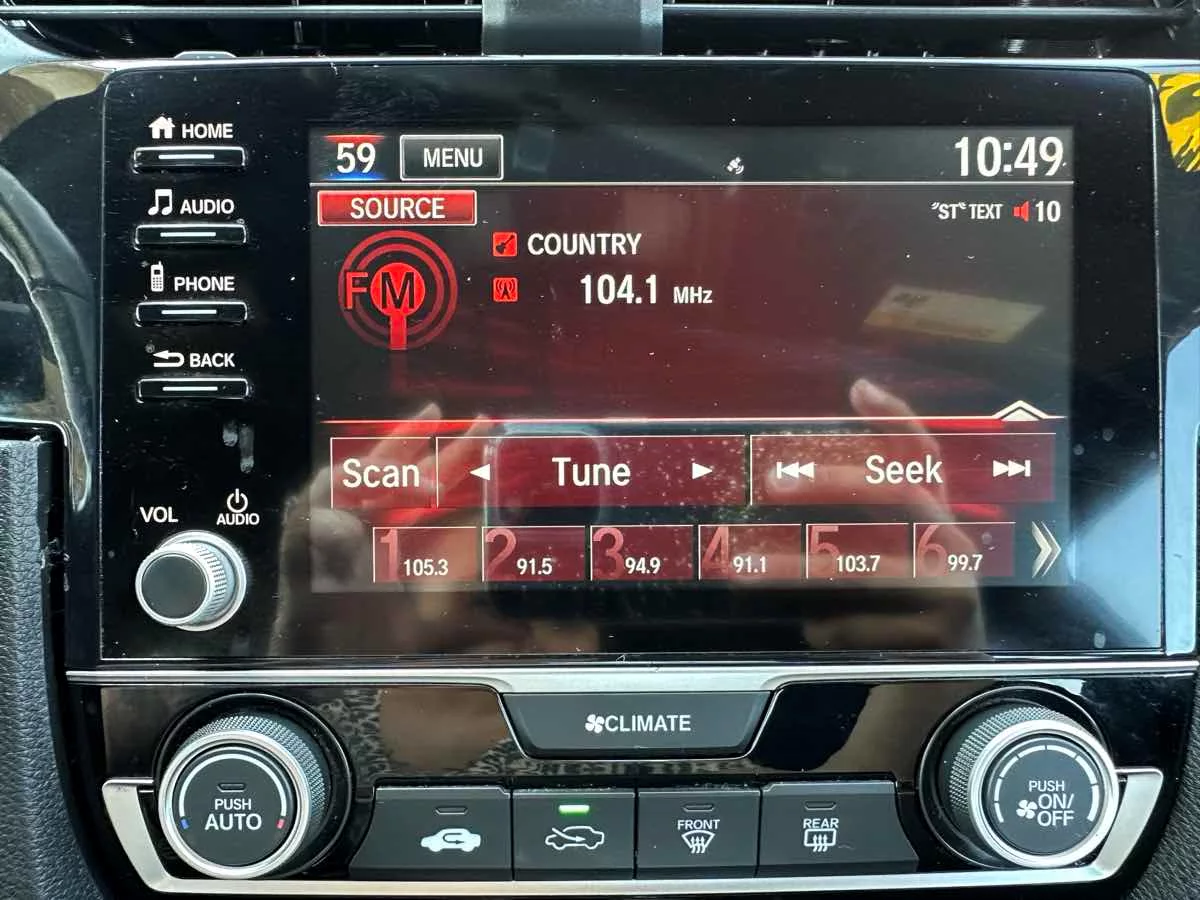 HOME
AUDIO
PHONE
BACK
VOL
AUDIO
59 MENU 10:49
SOURCE "ST" TEXT 10
FM COUNTRY
104.1 MHz
Scan Tune Seek
1 105.3 2 91.5 3 94.9 4 91.1 5 103.7 6 99.7
CLIMATE
PUSH
AUTO
FRONT
REAR
PUSH
ON/
OFF